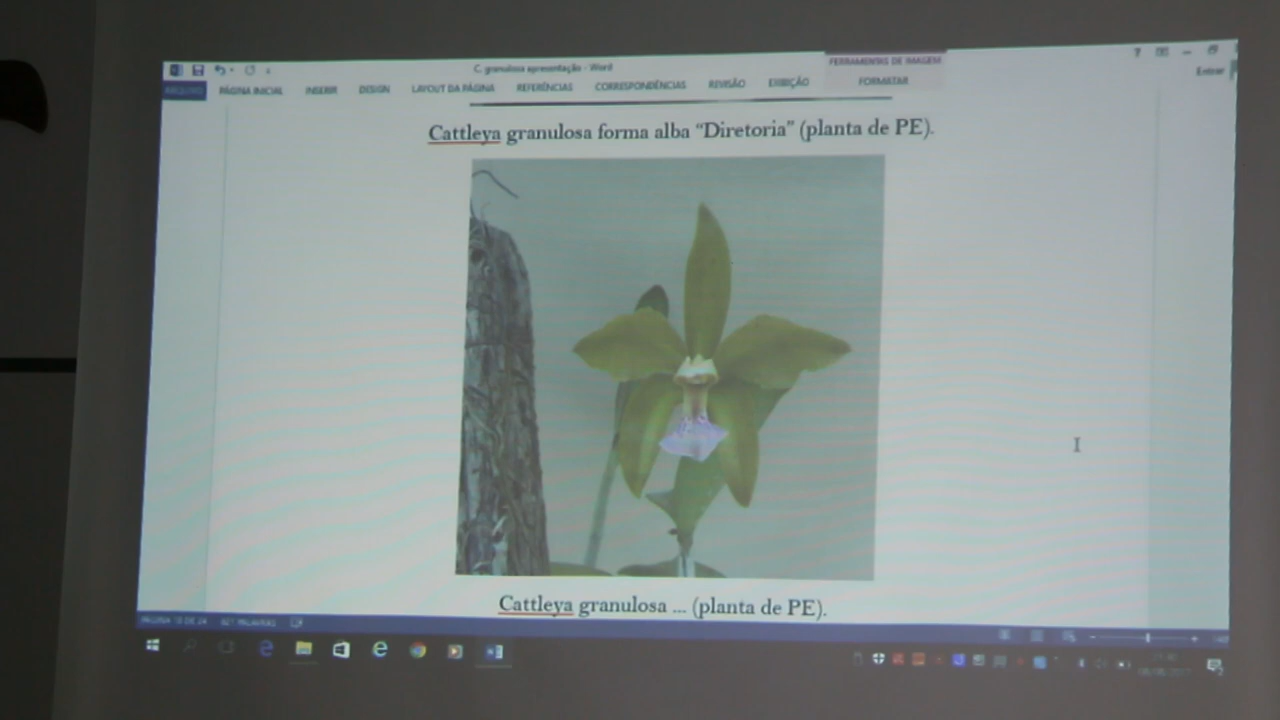 C. granulosa apresentação - Word
FERRAMENTAS DE IMAGEM
Entrar
ARQUIVO PÁGINA INICIAL INSERIR DESIGN LAYOUT DA PÁGINA REFERÊNCIAS CORRESPONDÊNCIAS REVISÃO EXIBIÇÃO FORMATAR
Cattleya granulosa forma alba “Diretoria” (planta de PE).
Cattleya granulosa ... (planta de PE).